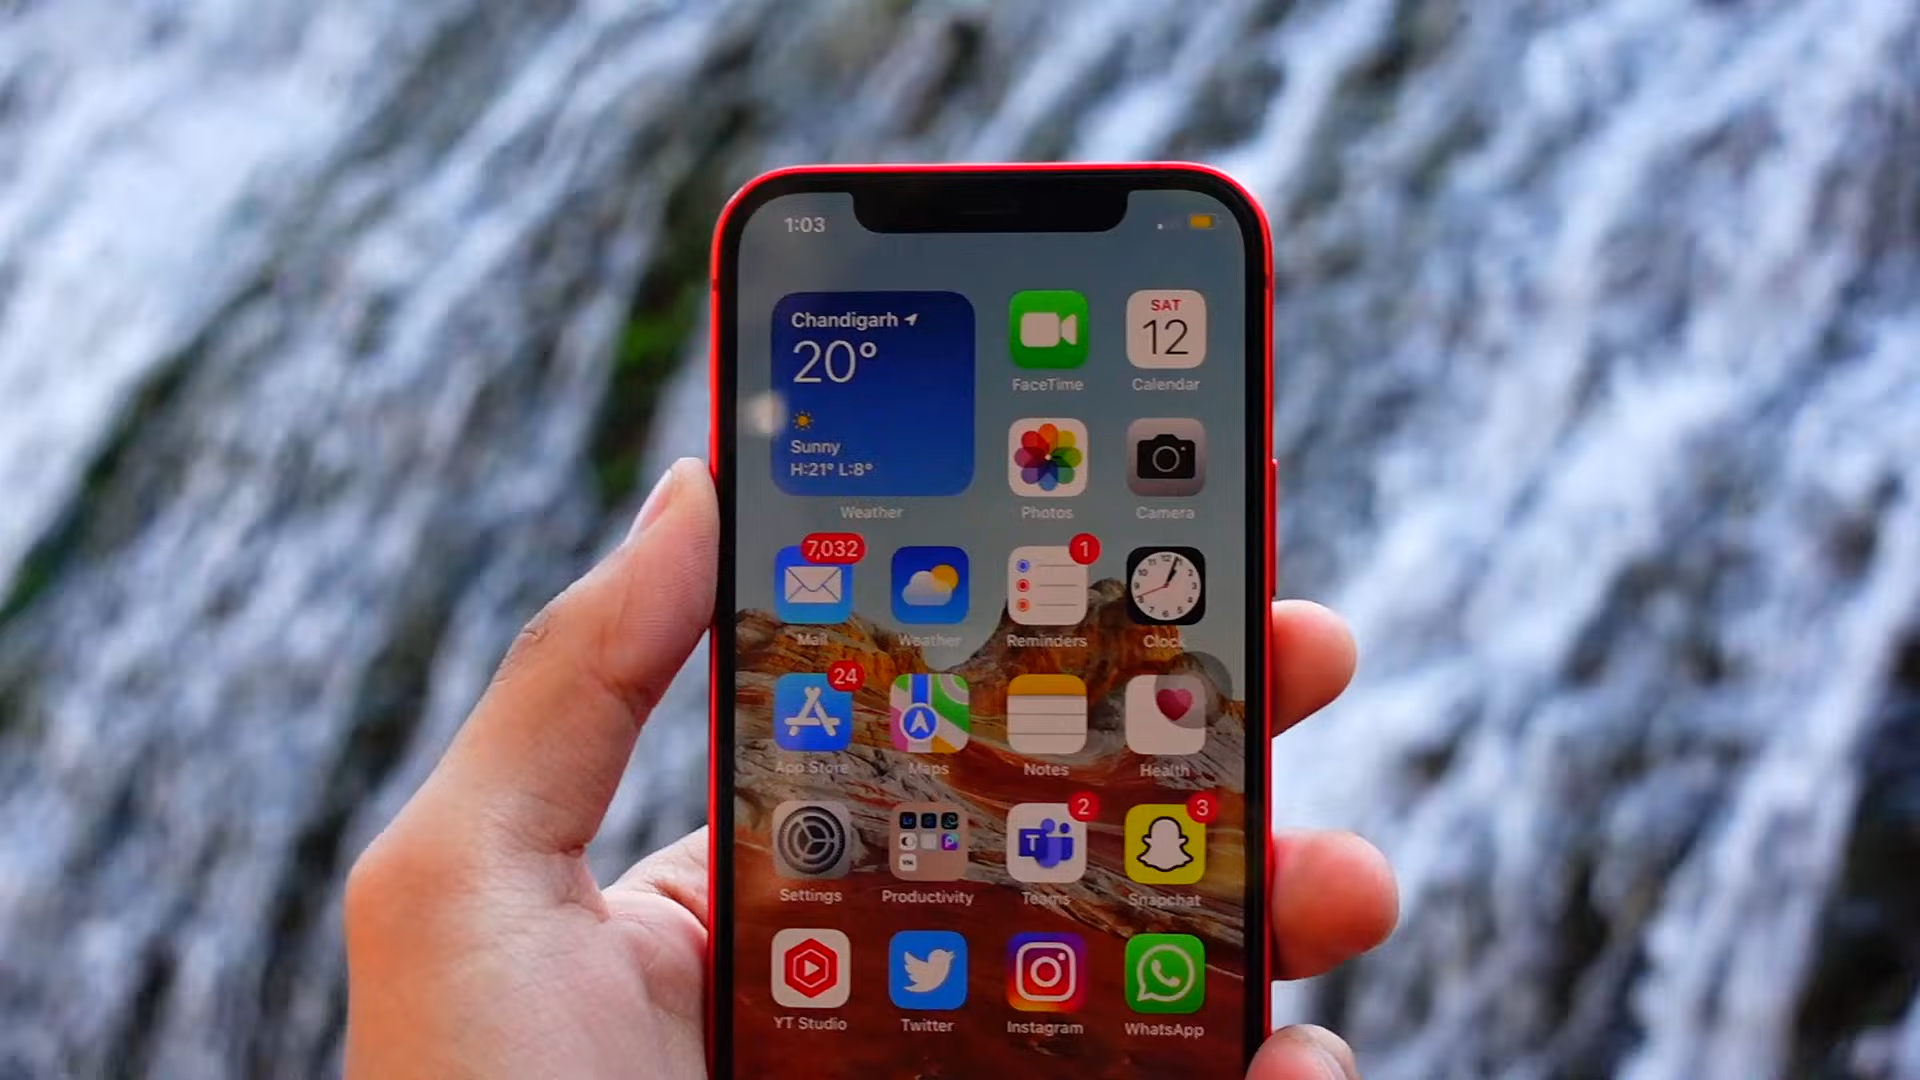 1:03
Chandigarh
20°
Sunny
H:21° L:8°
Weather
FaceTime
SAT
12
Calendar
Photos
Camera
7,032
Mail
Weather
1
Reminders
Clock
24
App Store
Maps
Notes
Health
Settings
Productivity
2
T
Teams
3
Snapchat
YT Studio
Twitter
Instagram
WhatsApp